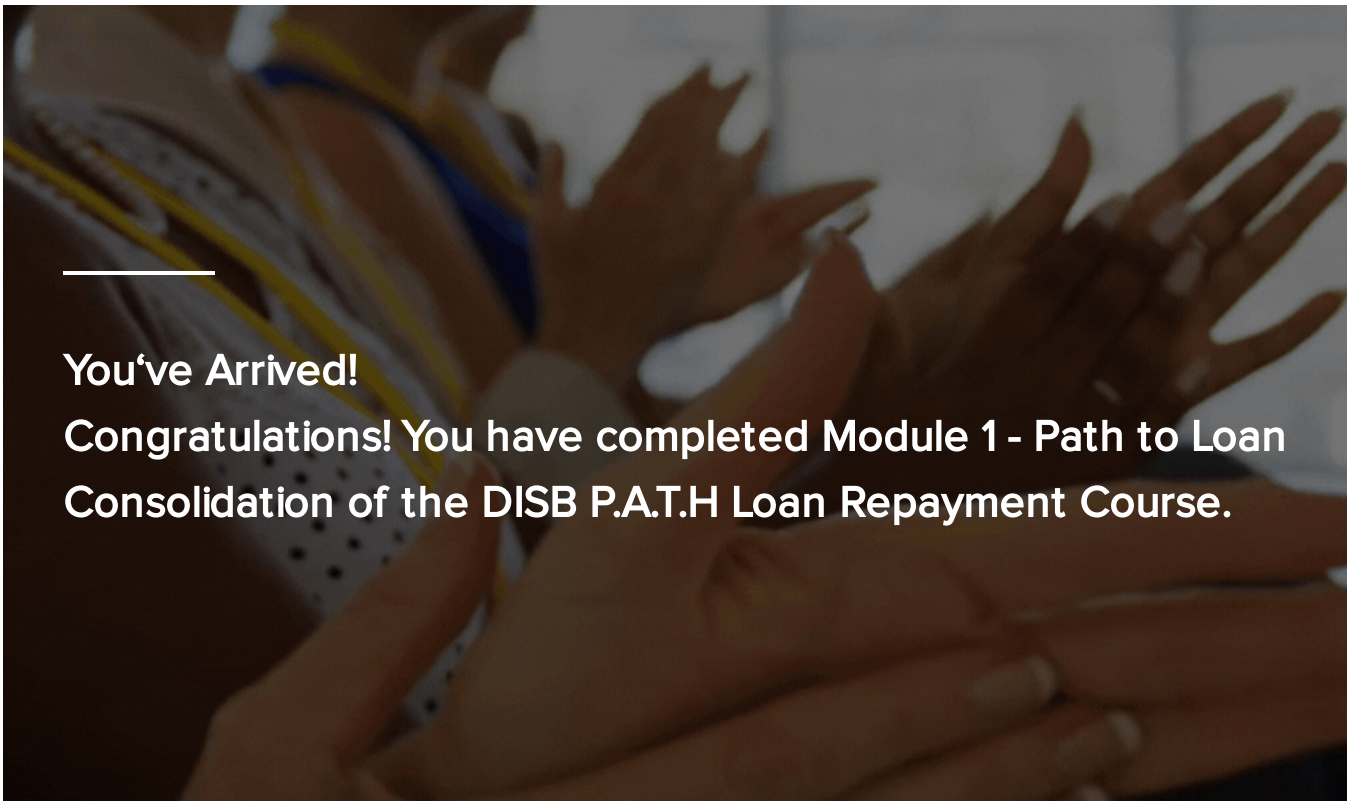 You‘ve Arrived!
Congratulations! You have completed Module 1 - Path to Loan
Consolidation of the DISB P.A.T.H Loan Repayment Course.